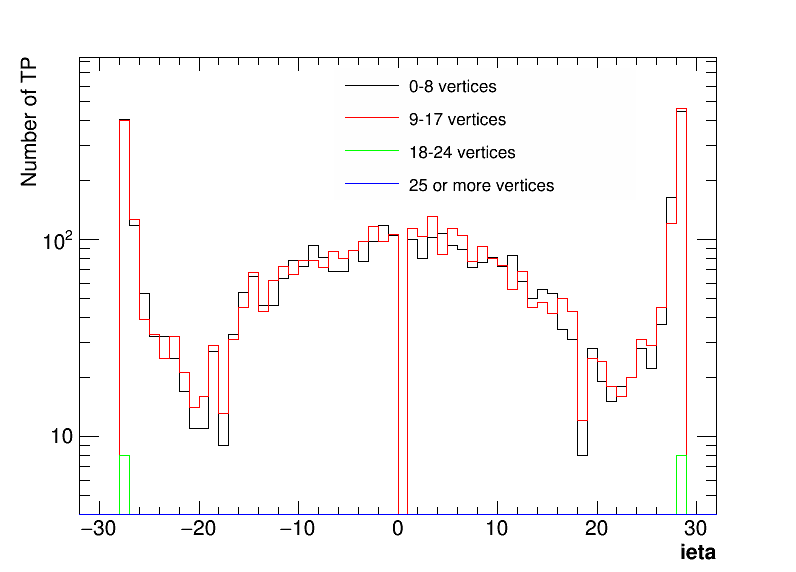 Number of TP
0-8 vertices
9-17 vertices
18-24 vertices
25 or more vertices
10²
10
−30 −20 −10 0 10 20 30
ieta